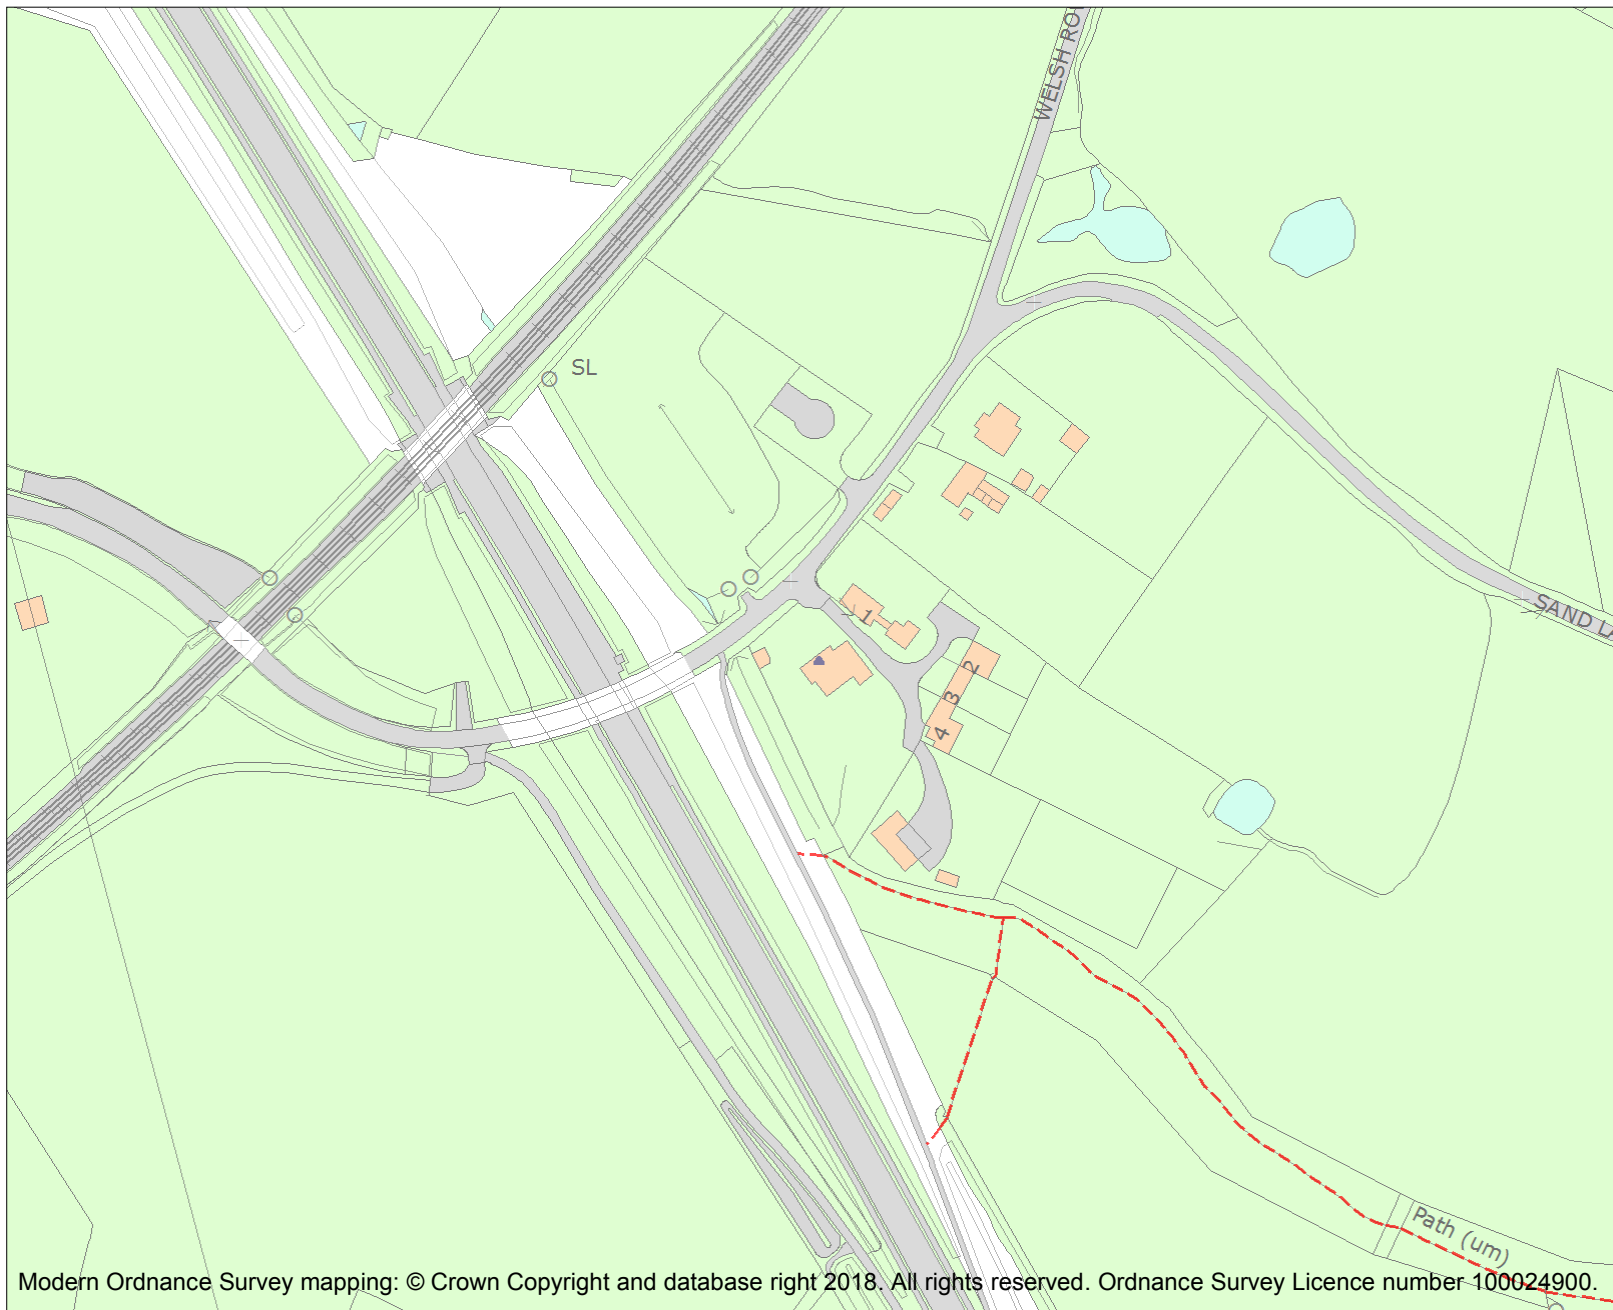 WELSH RO
SL
1
2
3
4
SAND LA
Path (um)
Modern Ordnance Survey mapping: © Crown Copyright and database right 2018. All rights reserved. Ordnance Survey Licence number 100024900.